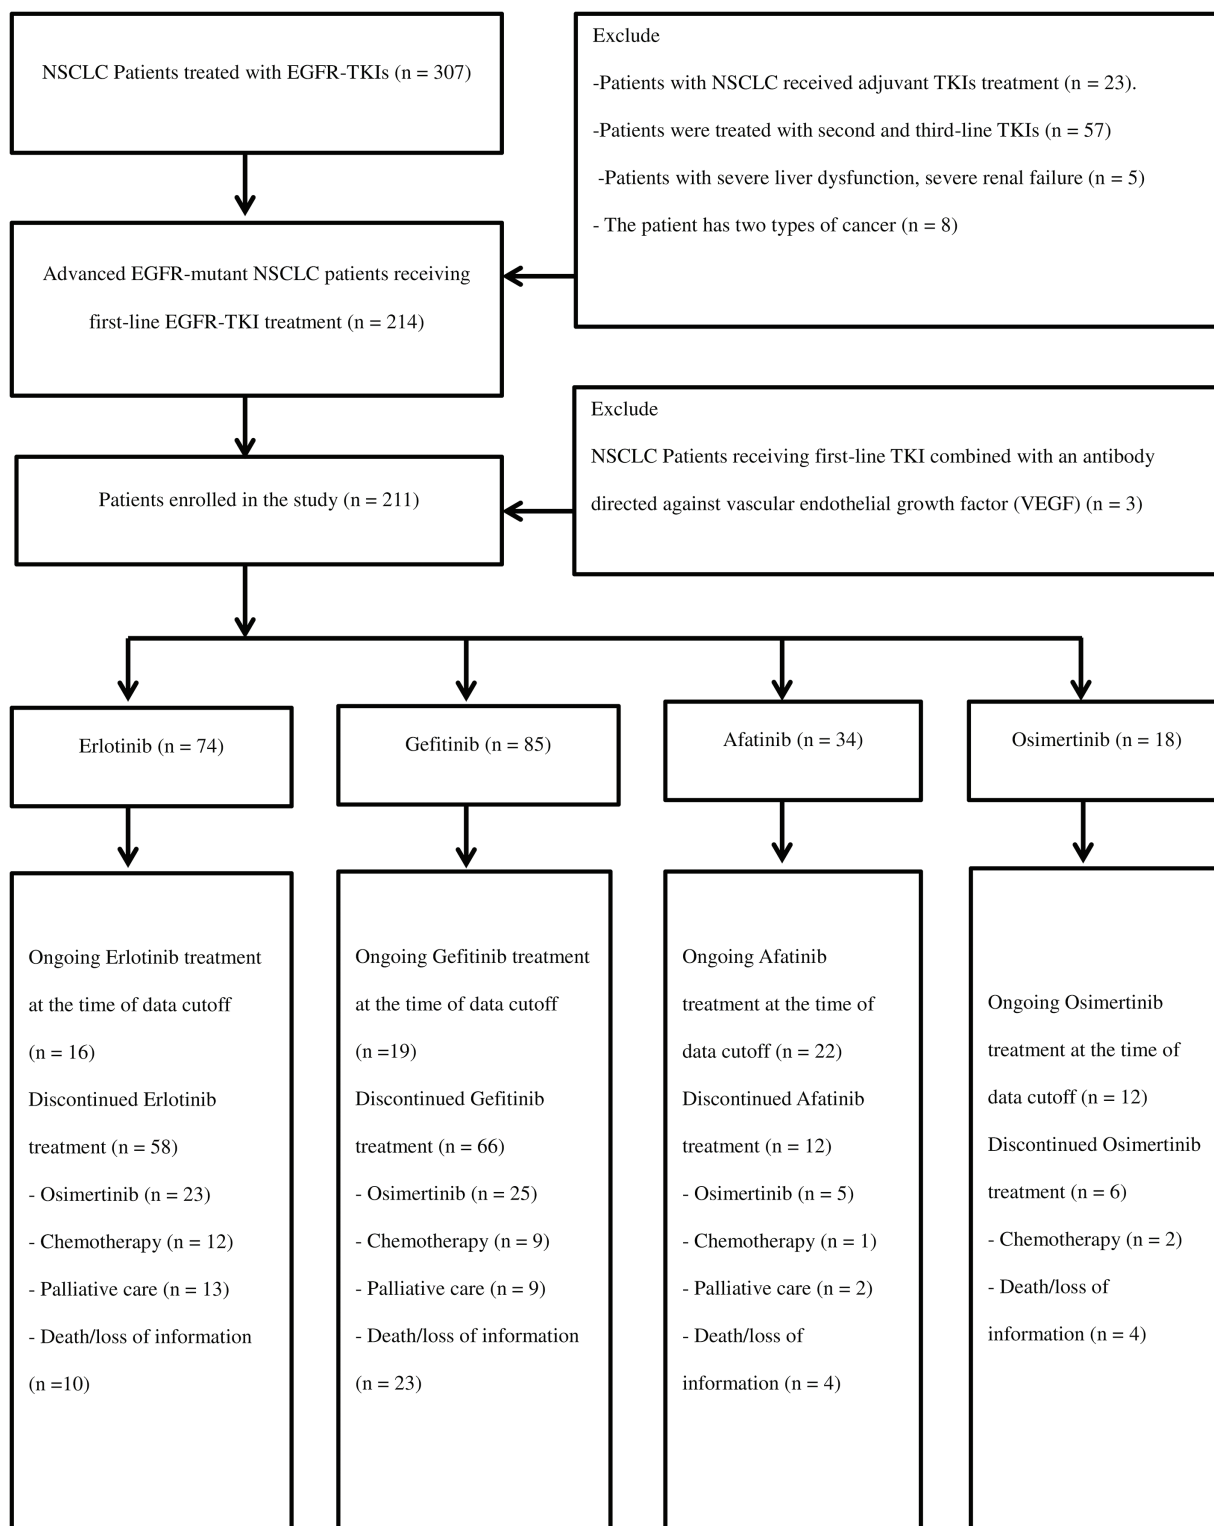 NSCLC Patients treated with EGFR-TKIs (n = 307)
Exclude
-Patients with NSCLC received adjuvant TKIs treatment (n = 23).
-Patients were treated with second and third-line TKIs (n = 57)
-Patients with severe liver dysfunction, severe renal failure (n = 5)
- The patient has two types of cancer (n = 8)
Advanced EGFR-mutant NSCLC patients receiving
first-line EGFR-TKI treatment (n = 214)
Exclude
NSCLC Patients receiving first-line TKI combined with an antibody
directed against vascular endothelial growth factor (VEGF) (n = 3)
Patients enrolled in the study (n = 211)
Erlotinib (n = 74)
Gefitinib (n = 85)
Afatinib (n = 34)
Osimertinib (n = 18)
Ongoing Erlotinib treatment
at the time of data cutoff
(n = 16)
Discontinued Erlotinib
treatment (n = 58)
- Osimertinib (n = 23)
- Chemotherapy (n = 12)
- Palliative care (n = 13)
- Death/loss of information
(n =10)
Ongoing Gefitinib treatment
at the time of data cutoff
(n =19)
Discontinued Gefitinib
treatment (n = 66)
- Osimertinib (n = 25)
- Chemotherapy (n = 9)
- Palliative care (n = 9)
- Death/loss of information
(n = 23)
Ongoing Afatinib
treatment at the time of
data cutoff (n = 22)
Discontinued Afatinib
treatment (n = 12)
- Osimertinib (n = 5)
- Chemotherapy (n = 1)
- Palliative care (n = 2)
- Death/loss of
information (n = 4)
Ongoing Osimertinib
treatment at the time of
data cutoff (n = 12)
Discontinued Osimertinib
treatment (n = 6)
- Chemotherapy (n = 2)
- Death/loss of
information (n = 4)